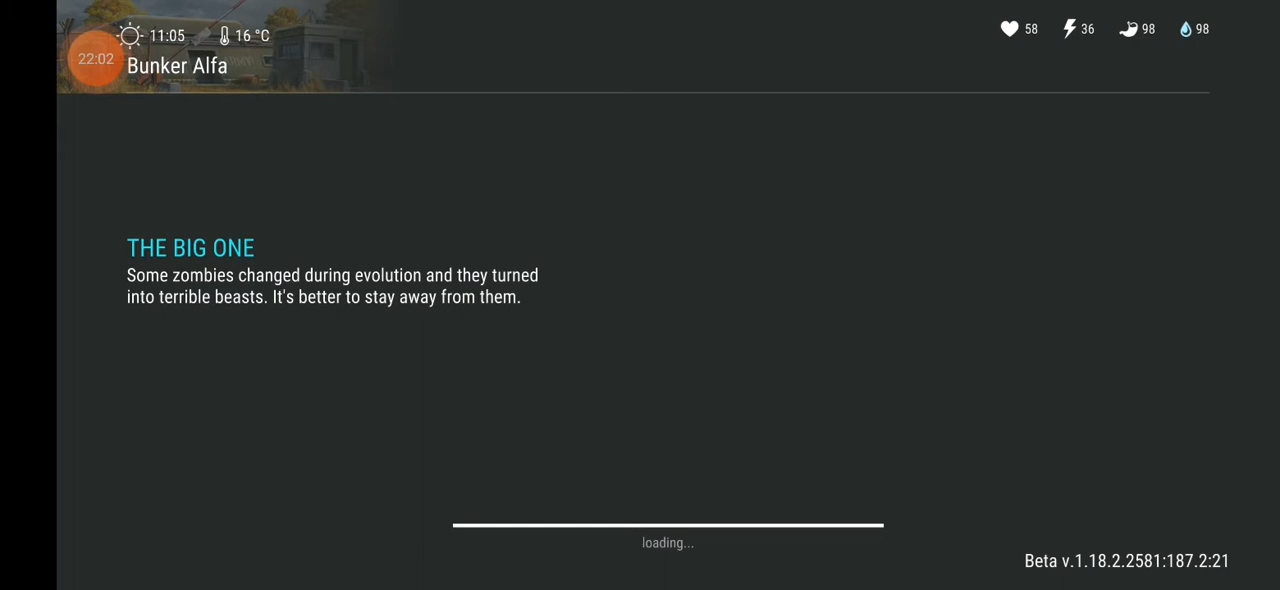 11:05 16 °C
22:02
Bunker Alfa
58 36 98 98
THE BIG ONE
Some zombies changed during evolution and they turned
into terrible beasts. It's better to stay away from them.
loading...
Beta v.1.18.2.2581:187.2:21